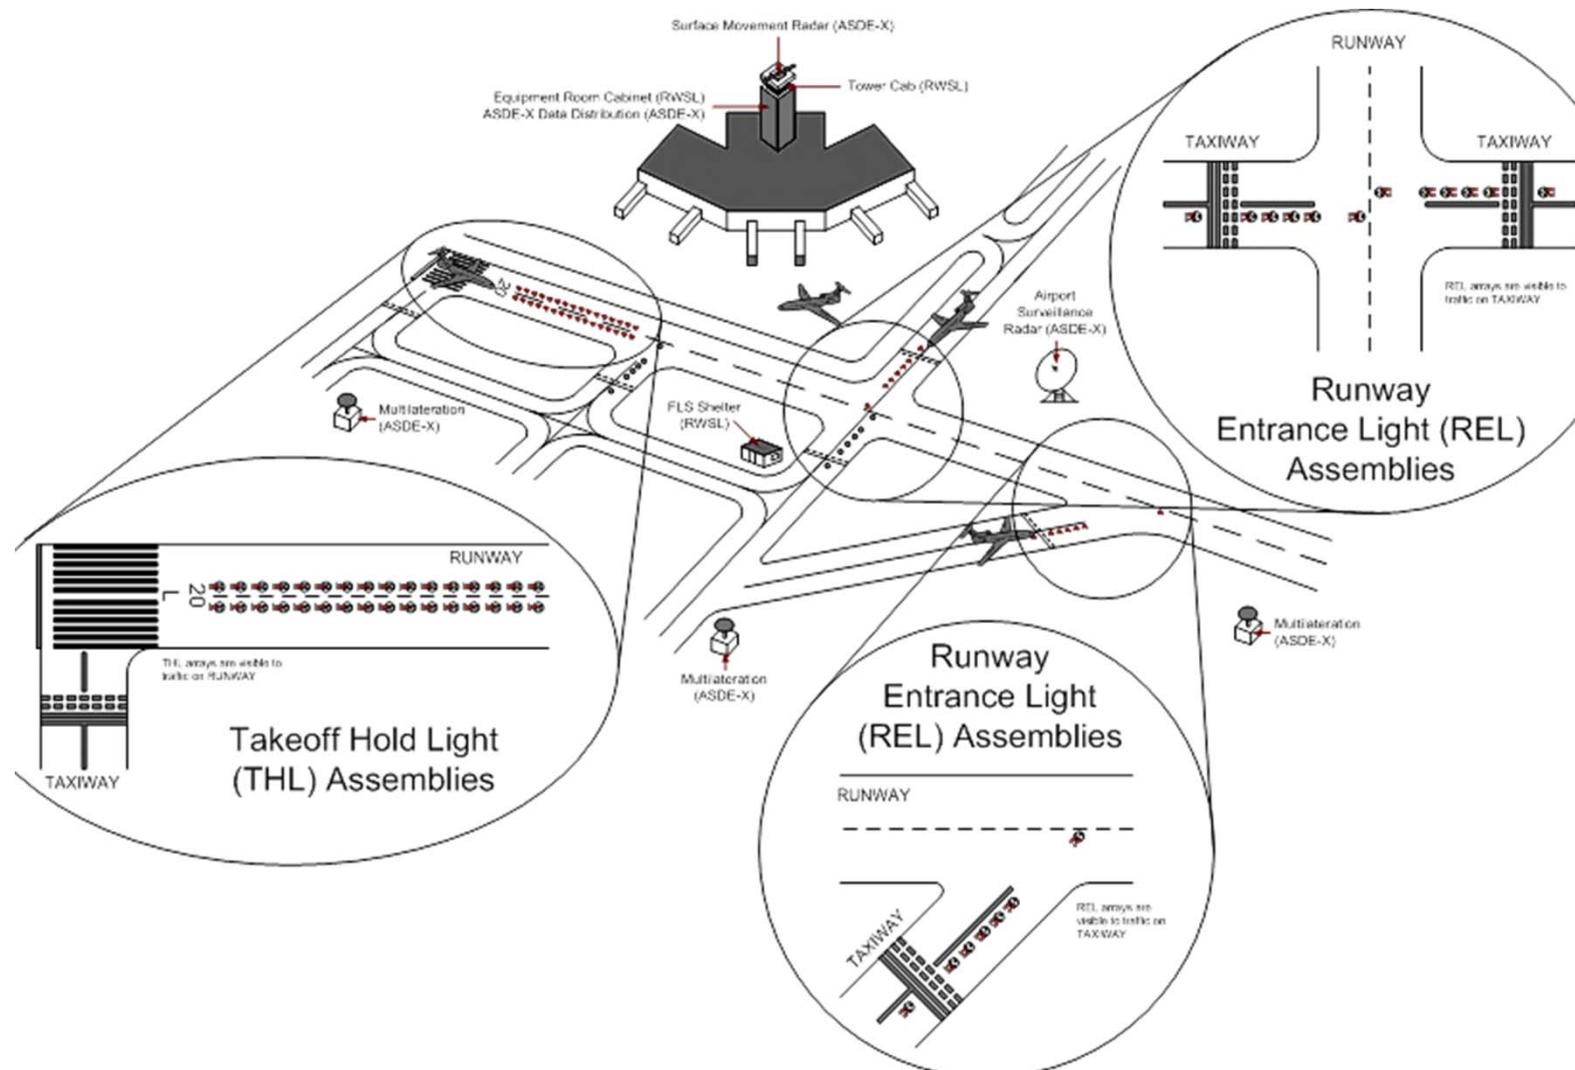 Surface Movement Radar (ASDE-X)
Equipment Room Cabinet (RWSL)
ASDE-X Data Distribution (ASDE-X)
Tower Cab (RWSL)
RUNWAY
TAXIWAY
TAXIWAY
REL arrays are visible to
traffic on TAXIWAY
Runway
Entrance Light (REL)
Assemblies
Airport
Surveillance
Radar (ASDE-X)
20
Multilateration
(ASDE-X)
FLS Shelter
(RWSL)
RUNWAY
L
20
THL arrays are visible to
traffic on RUNWAY
TAXIWAY
Takeoff Hold Light
(THL) Assemblies
Multilateration
(ASDE-X)
Multilateration
(ASDE-X)
Runway
Entrance Light
(REL) Assemblies
RUNWAY
TAXIWAY
REL arrays are
visible to traffic on
TAXIWAY